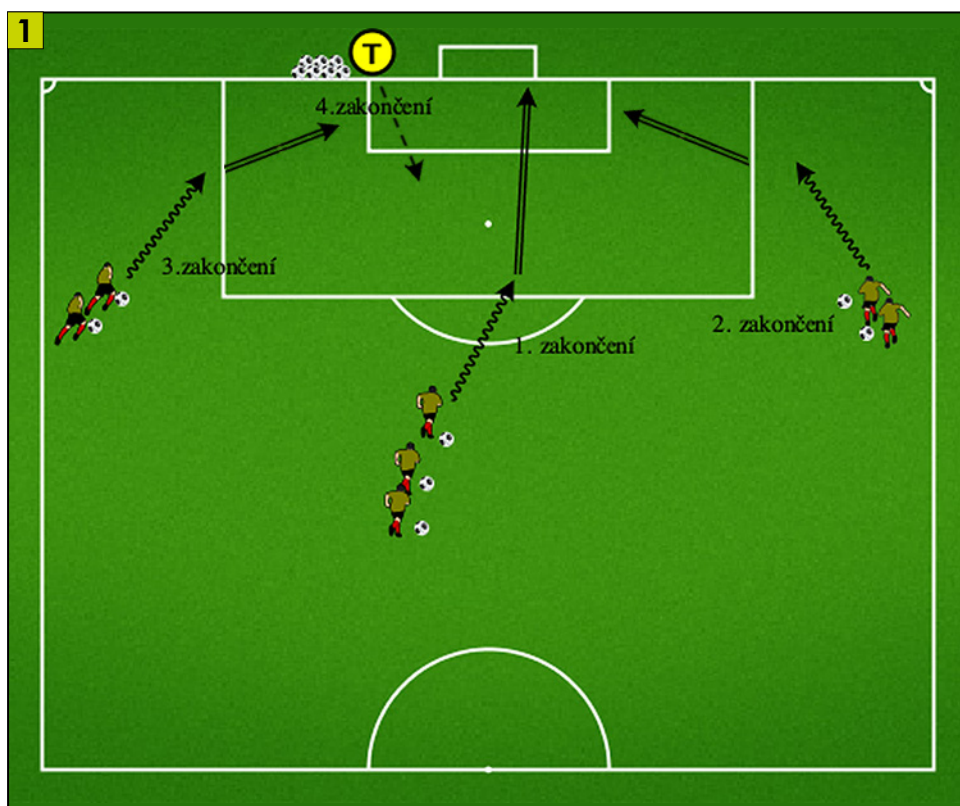 1
T
4.zakončení
3.zakončení
2. zakončení
1. zakončení